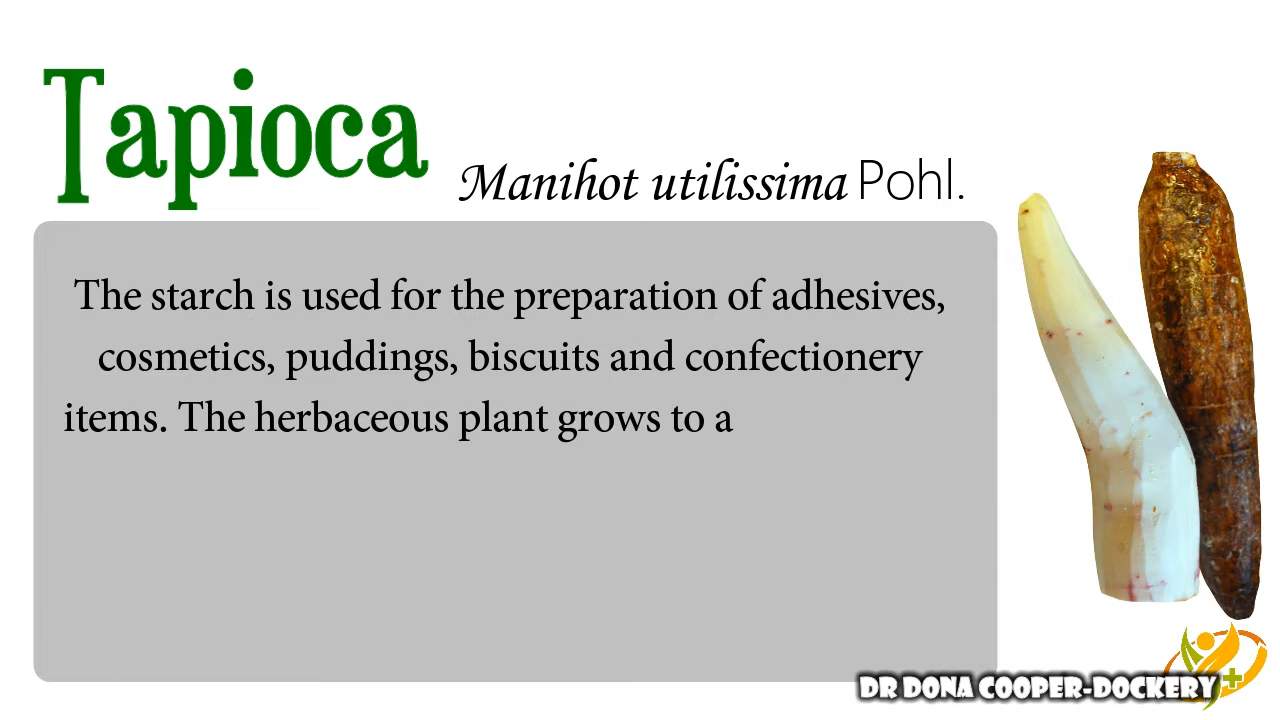 Tapioca
Manihot utilissima Pohl.
The starch is used for the preparation of adhesives,
cosmetics, puddings, biscuits and confectionery
items. The herbaceous plant grows to a
DR DONA COOPER-DOCKERY